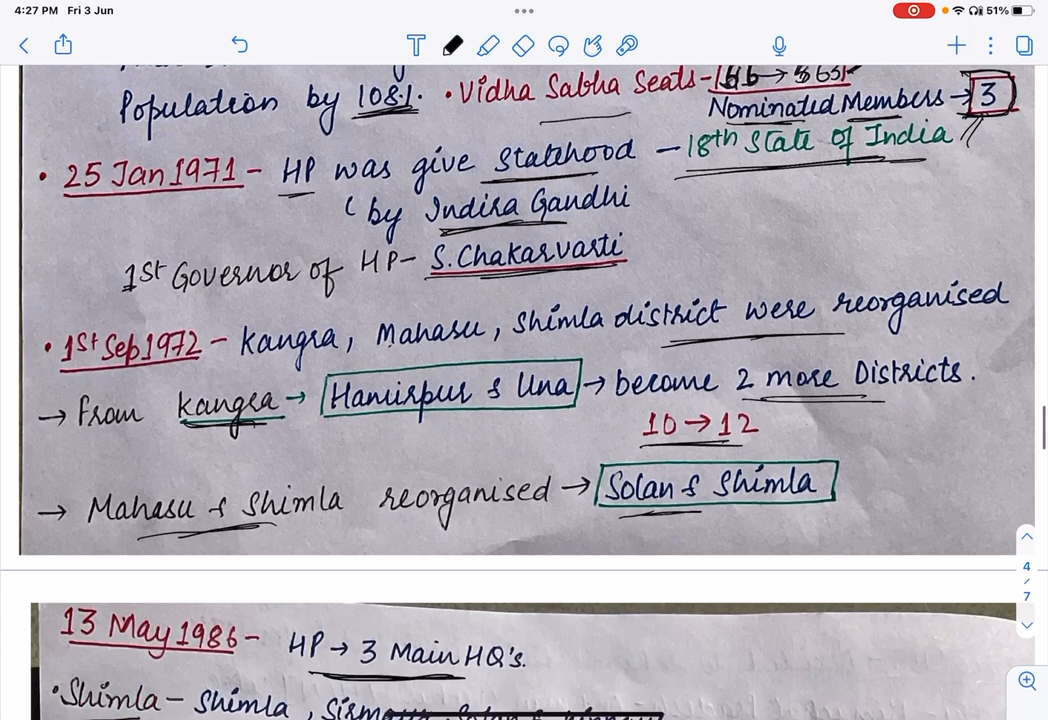 4:27 PM Fri 3 Jun
51%
Population by 108.1. • Vidha Sabha Seats-
Nominated Members → 3
• 25 Jan 1971 - HP was give Statehood - 18th State of India
( by Indira Gandhi
1st Governor of HP - S. Chakarvarti
• 1st Sep 1972 - Kangra, Mahasu, Shimla district were reorganised
→ from kangra → Hamirpur & Una → become 2 more Districts.
10 → 12
→ Mahasu & Shimla reorganised → Solan & Shimla
4
/
7
13 May 1986 - HP → 3 Main HQ's.
• Shimla - Shimla,